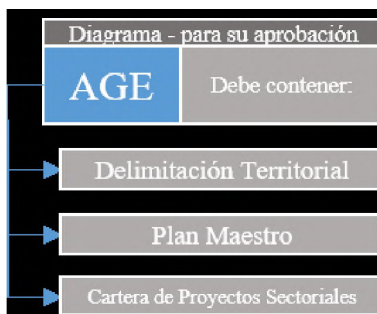 Diagrama - para su aprobación
AGE
Debe contener:
Delimitación Territorial
Plan Maestro
Cartera de Proyectos Sectoriales